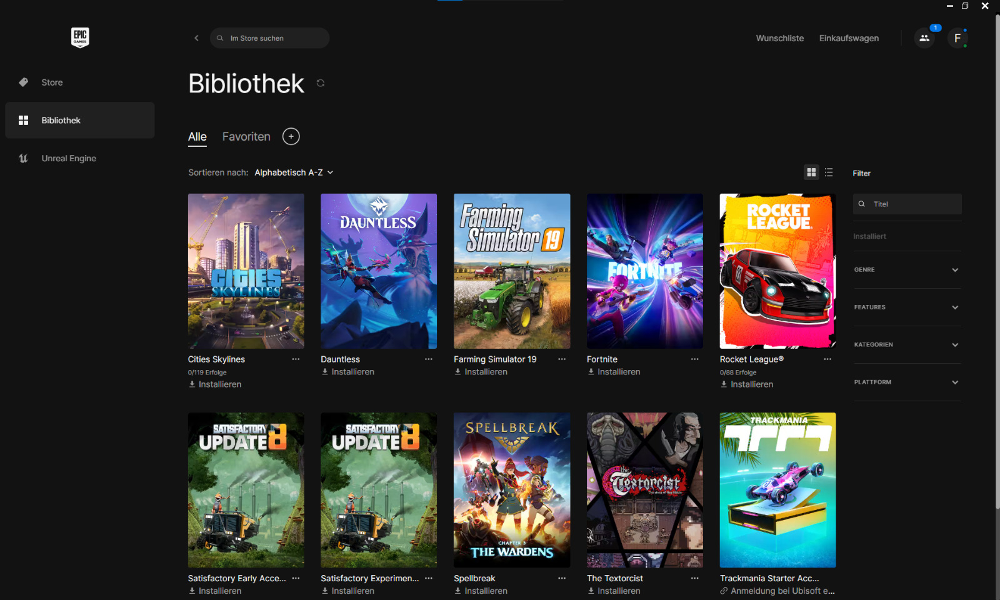 EPIC
GAMES
Im Store suchen
Wunschliste
Einkaufswagen
1
F
Store
Bibliothek
Unreal Engine
Bibliothek
Alle
Favoriten
Sortieren nach: Alphabetisch A-Z
Filter
Titel
Installiert
GENRE
FEATURES
KATEGORIEN
PLATTFORM
CITIES
SKYLINES
Cities Skylines
0/119 Erfolge
Installieren
DAUNTLESS
Dauntless
Installieren
Farming
Simulator 19
Farming Simulator 19
Installieren
FORTNITE
Fortnite
Installieren
ROCKET
LEAGUE
Rocket League®
0/88 Erfolge
Installieren
SATISFACTORY
UPDATE 8
Satisfactory Early Acce...
Installieren
SATISFACTORY
UPDATE 8
Satisfactory Experimen...
Installieren
SPELLBREAK
CHAPTER 3
THE WARDENS
Spellbreak
Installieren
the
Textorcist
The Textorcist
Installieren
TRACKMANIA
Trackmania Starter Acc...
Anmeldung bei Ubisoft e...